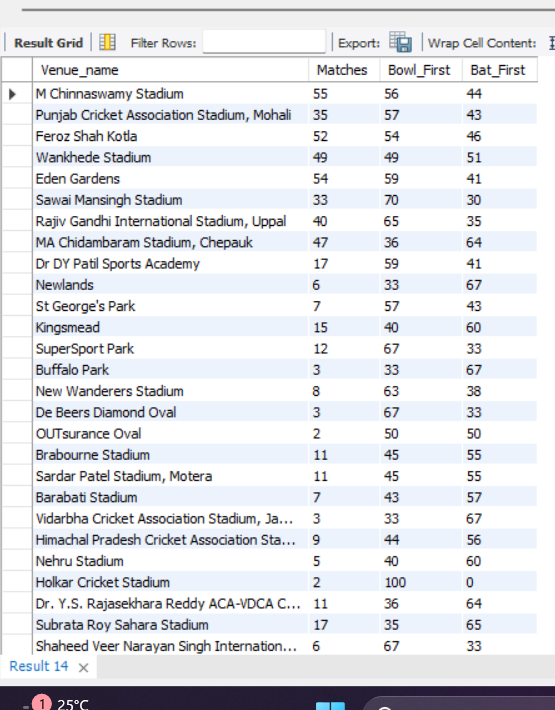 Result Grid Filter Rows: Export: Wrap Cell Content:
Venue_name Matches Bowl_First Bat_First
M Chinnaswamy Stadium 55 56 44
Punjab Cricket Association Stadium, Mohali 35 57 43
Feroz Shah Kotla 52 54 46
Wankhede Stadium 49 49 51
Eden Gardens 54 59 41
Sawai Mansingh Stadium 33 70 30
Rajiv Gandhi International Stadium, Uppal 40 65 35
MA Chidambaram Stadium, Chepauk 47 36 64
Dr DY Patil Sports Academy 17 59 41
Newlands 6 33 67
St George's Park 7 57 43
Kingsmead 15 40 60
SuperSport Park 12 67 33
Buffalo Park 3 33 67
New Wanderers Stadium 8 63 38
De Beers Diamond Oval 3 67 33
OUTsurance Oval 2 50 50
Brabourne Stadium 11 45 55
Sardar Patel Stadium, Motera 11 45 55
Barabati Stadium 7 43 57
Vidarbha Cricket Association Stadium, Ja... 3 33 67
Himachal Pradesh Cricket Association Sta... 9 44 56
Nehru Stadium 5 40 60
Holkar Cricket Stadium 2 100 0
Dr. Y.S. Rajasekhara Reddy ACA-VDCA C... 11 36 64
Subrata Roy Sahara Stadium 17 35 65
Shaheed Veer Narayan Singh Internation... 6 67 33
Result 14
1 25°C